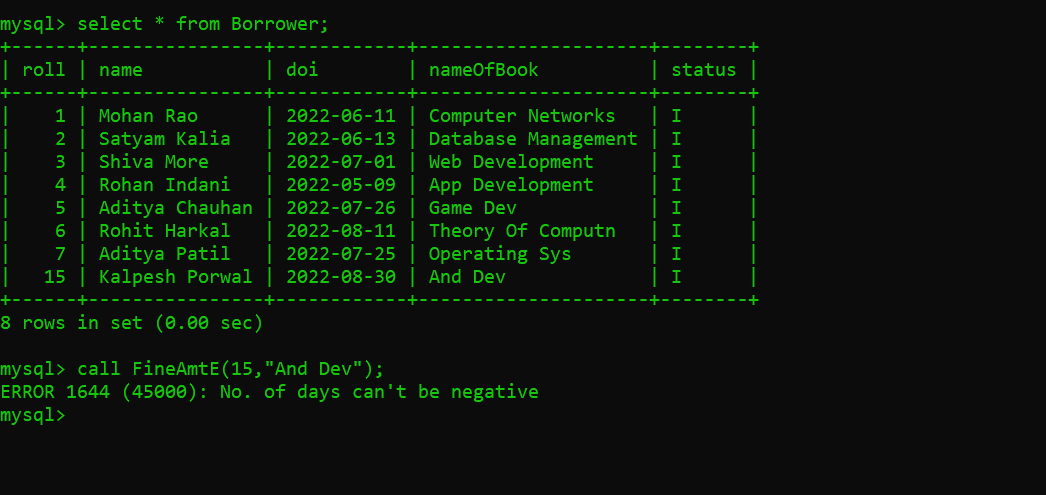 mysql> select * from Borrower;
+------+----------------+------------+---------------------+--------+
| roll | name           | doi        | nameOfBook          | status |
+------+----------------+------------+---------------------+--------+
|    1 | Mohan Rao      | 2022-06-11 | Computer Networks   | I      |
|    2 | Satyam Kalia   | 2022-06-13 | Database Management | I      |
|    3 | Shiva More     | 2022-07-01 | Web Development     | I      |
|    4 | Rohan Indani   | 2022-05-09 | App Development     | I      |
|    5 | Aditya Chauhan | 2022-07-26 | Game Dev            | I      |
|    6 | Rohit Harkal   | 2022-08-11 | Theory Of Computn   | I      |
|    7 | Aditya Patil   | 2022-07-25 | Operating Sys       | I      |
|   15 | Kalpesh Porwal | 2022-08-30 | And Dev             | I      |
+------+----------------+------------+---------------------+--------+
8 rows in set (0.00 sec)
mysql> call FineAmtE(15,"And Dev");
ERROR 1644 (45000): No. of days can't be negative
mysql>